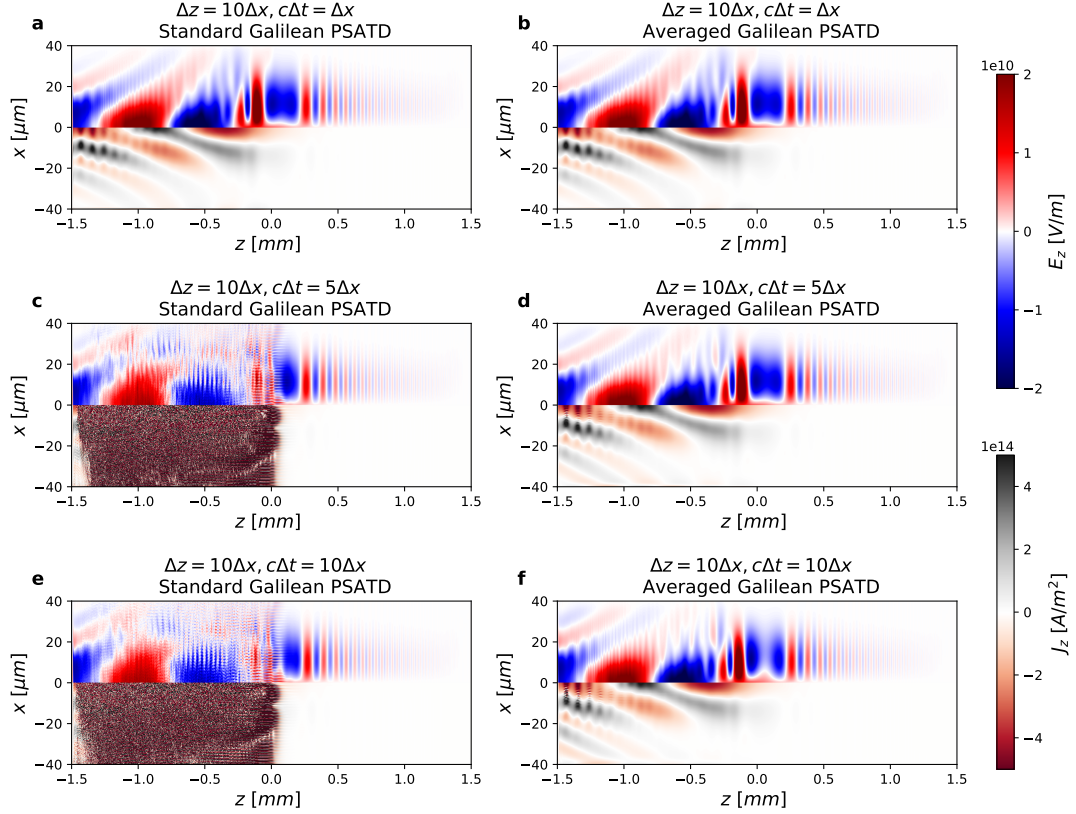 a
Δz = 10Δx, cΔt = Δx
Standard Galilean PSATD
40
20
0
−20
−40
x [μm]
−1.5 −1.0 −0.5 0.0 0.5 1.0 1.5
z [mm]
b
Δz = 10Δx, cΔt = Δx
Averaged Galilean PSATD
40
20
0
−20
−40
x [μm]
−1.5 −1.0 −0.5 0.0 0.5 1.0 1.5
z [mm]
c
Δz = 10Δx, cΔt = 5Δx
Standard Galilean PSATD
40
20
0
−20
−40
x [μm]
−1.5 −1.0 −0.5 0.0 0.5 1.0 1.5
z [mm]
d
Δz = 10Δx, cΔt = 5Δx
Averaged Galilean PSATD
40
20
0
−20
−40
x [μm]
−1.5 −1.0 −0.5 0.0 0.5 1.0 1.5
z [mm]
e
Δz = 10Δx, cΔt = 10Δx
Standard Galilean PSATD
40
20
0
−20
−40
x [μm]
−1.5 −1.0 −0.5 0.0 0.5 1.0 1.5
z [mm]
f
Δz = 10Δx, cΔt = 10Δx
Averaged Galilean PSATD
40
20
0
−20
−40
x [μm]
−1.5 −1.0 −0.5 0.0 0.5 1.0 1.5
z [mm]
1e10
2
1
0
−1
−2
E_z [V/m]
1e14
4
2
0
−2
−4
J_z [A/m²]